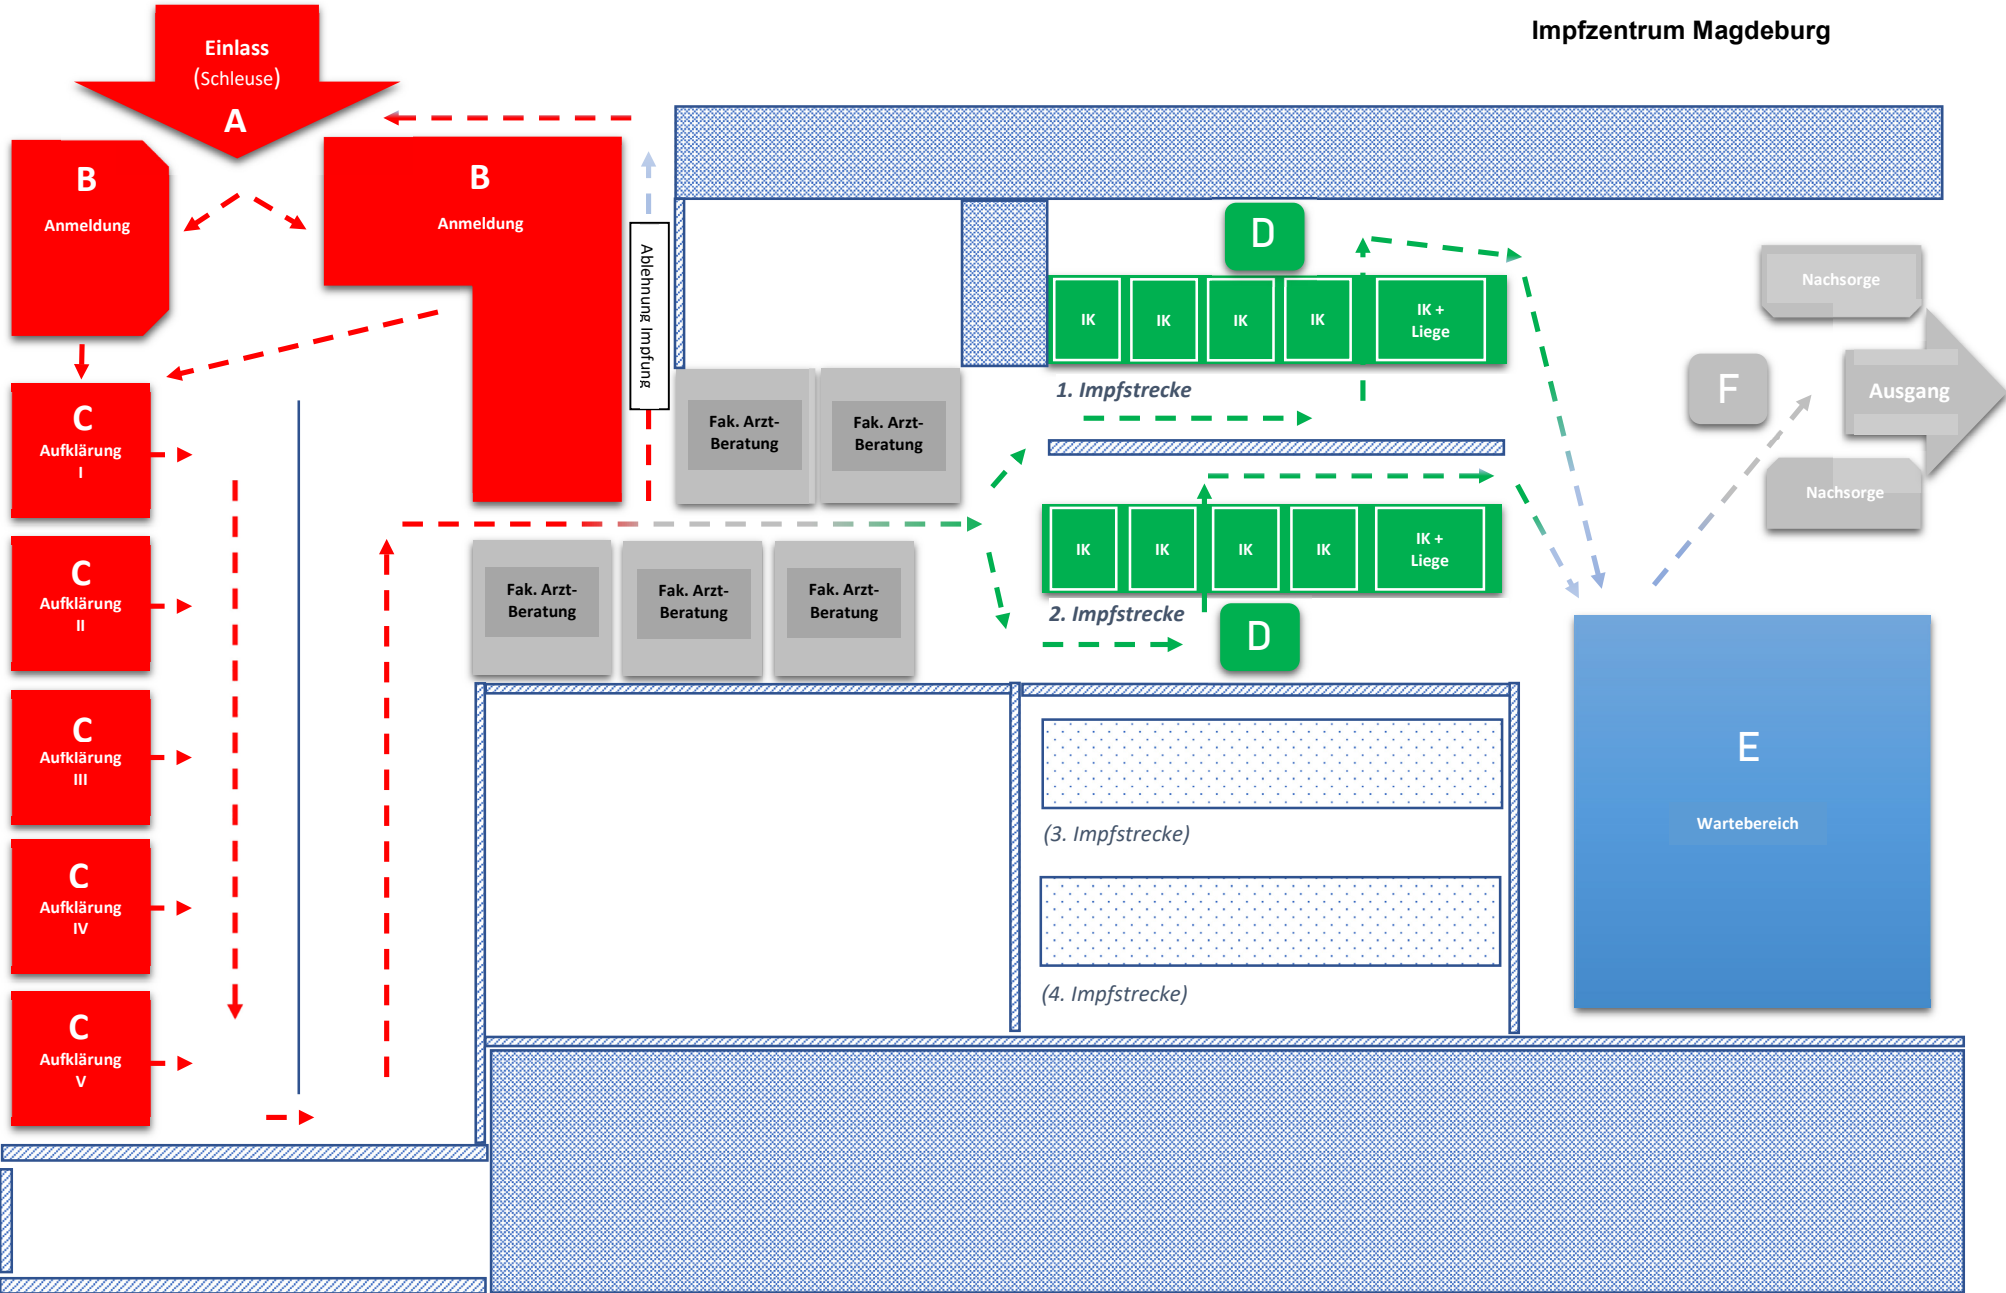 Impfzentrum Magdeburg
Einlass
(Schleuse)
A
B
Anmeldung
B
Anmeldung
Ablehnung Impfung
C
Aufklärung
I
C
Aufklärung
II
C
Aufklärung
III
C
Aufklärung
IV
C
Aufklärung
V
Fak. Arzt-
Beratung
Fak. Arzt-
Beratung
Fak. Arzt-
Beratung
Fak. Arzt-
Beratung
Fak. Arzt-
Beratung
D
IK
IK
IK
IK
IK +
Liege
1. Impfstrecke
IK
IK
IK
IK
IK +
Liege
2. Impfstrecke
D
(3. Impfstrecke)
(4. Impfstrecke)
E
Wartebereich
Nachsorge
F
Ausgang
Nachsorge